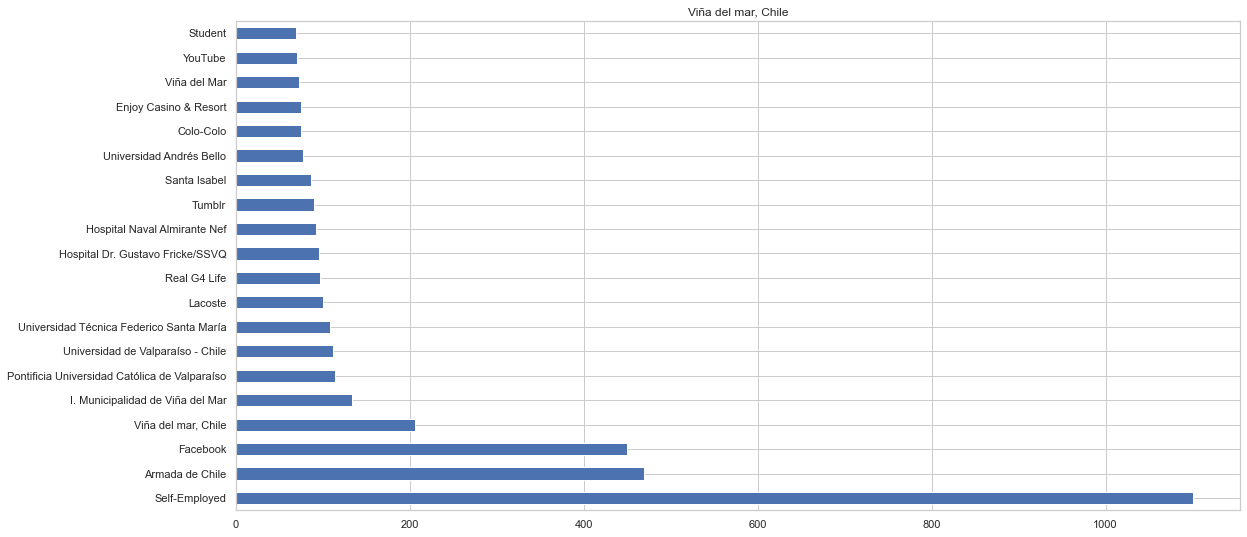 Viña del mar, Chile
Student
YouTube
Viña del Mar
Enjoy Casino & Resort
Colo-Colo
Universidad Andrés Bello
Santa Isabel
Tumblr
Hospital Naval Almirante Nef
Hospital Dr. Gustavo Fricke/SSVQ
Real G4 Life
Lacoste
Universidad Técnica Federico Santa María
Universidad de Valparaíso - Chile
Pontificia Universidad Católica de Valparaíso
I. Municipalidad de Viña del Mar
Viña del mar, Chile
Facebook
Armada de Chile
Self-Employed
0 200 400 600 800 1000